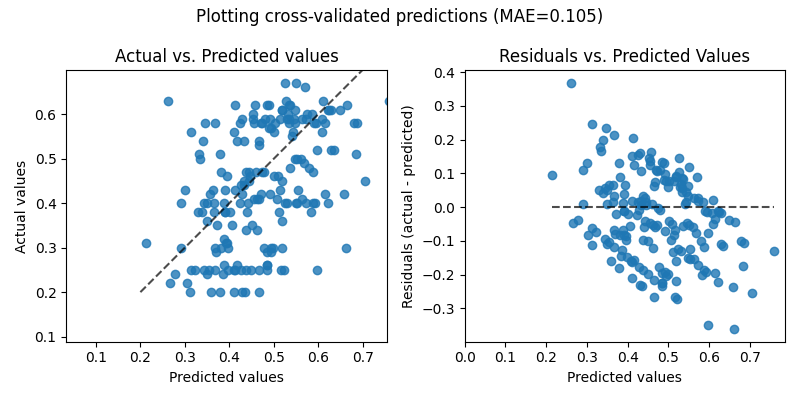 Plotting cross-validated predictions (MAE=0.105)
Actual vs. Predicted values
Actual values
0.6
0.5
0.4
0.3
0.2
0.1
0.1 0.2 0.3 0.4 0.5 0.6 0.7
Predicted values
Residuals vs. Predicted Values
Residuals (actual - predicted)
0.4
0.3
0.2
0.1
0.0
−0.1
−0.2
−0.3
0.0 0.1 0.2 0.3 0.4 0.5 0.6 0.7
Predicted values